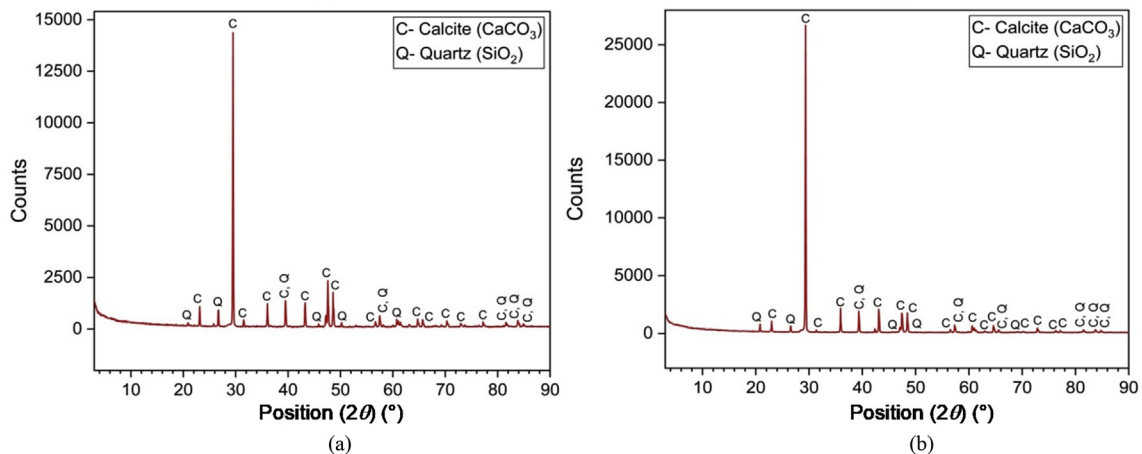 15000
12500
10000
7500
5000
2500
0
Counts
C
C- Calcite (CaCO₃)
Q- Quartz (SiO₂)
Q
C
Q
C
C
C, Q
C
Q
C
C
Q
C
C, Q
Q
C
C
C
C
C
C, Q
C, Q
C, Q
10 20 30 40 50 60 70 80 90
Position (2θ) (°)
(a)
25000
20000
15000
10000
5000
0
Counts
C
C- Calcite (CaCO₃)
Q- Quartz (SiO₂)
Q
C
Q
C
C
C, Q
C
Q
C
C
Q
C
C, Q
C
C
C
C, Q
Q
C
C
C
C
C, Q
C, Q
C, Q
10 20 30 40 50 60 70 80 90
Position (2θ) (°)
(b)